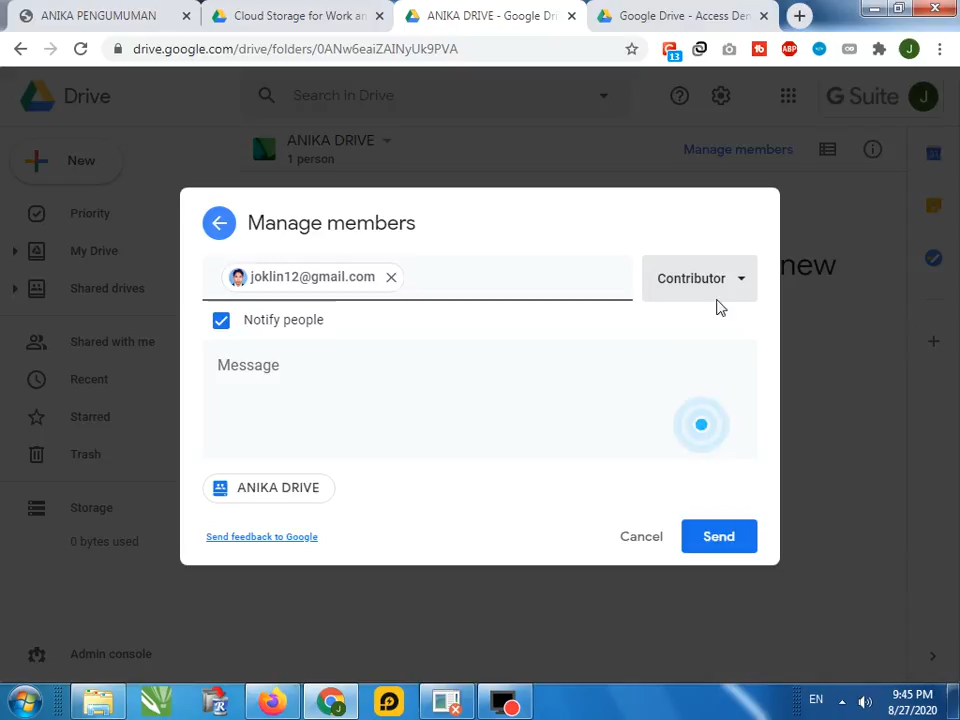 ANIKA PENGUMUMAN
Cloud Storage for Work an
ANIKA DRIVE - Google Dri
Google Drive - Access Den
drive.google.com/drive/folders/0ANw6eaiZAINyUk9PVA
13
ABP
J
Drive
Search in Drive
G Suite
J
New
ANIKA DRIVE
1 person
Manage members
Priority
My Drive
Shared drives
Shared with me
Recent
Starred
Trash
Storage
0 bytes used
Admin console
new
Manage members
joklin12@gmail.com
Contributor
Notify people
Message
ANIKA DRIVE
Send feedback to Google
Cancel
Send
EN
9:45 PM
8/27/2020